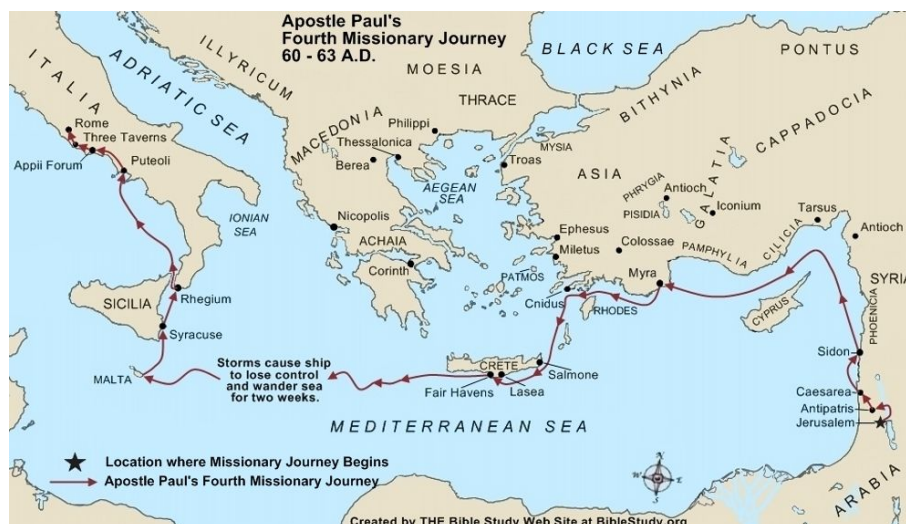 Apostle Paul's
Fourth Missionary Journey
60 - 63 A.D.
BLACK SEA
PONTUS
ILLYRICUM
MOESIA
ITALIA
ADRIATIC SEA
THRACE
BITHYNIA
CAPPADOCIA
MACEDONIA
Philippi
Rome
Three Taverns
Thessalonica
MYSIA
Appii Forum
Puteoli
Berea
Troas
ASIA
GALATIA
AEGEAN
SEA
PHRYGIA
Antioch
PISIDIA
Iconium
Tarsus
IONIAN
SEA
Nicopolis
Ephesus
CILICIA
Antioch
ACHAIA
Miletus
Colossae
PAMPHYLIA
Corinth
PATMOS
Myra
SYRIA
SICILIA
Rhegium
Cnidus
RHODES
CYPRUS
PHOENICIA
Syracuse
Sidon
Storms cause ship
to lose control
and wander sea
for two weeks.
CRETE
Salmone
MALTA
Fair Havens
Lasea
Caesarea
Antipatris
Jerusalem
MEDITERRANEAN SEA
Location where Missionary Journey Begins
Apostle Paul's Fourth Missionary Journey
N
E
S
W
ARABIA
Created by THE Bible Study Web Site at BibleStudy.org